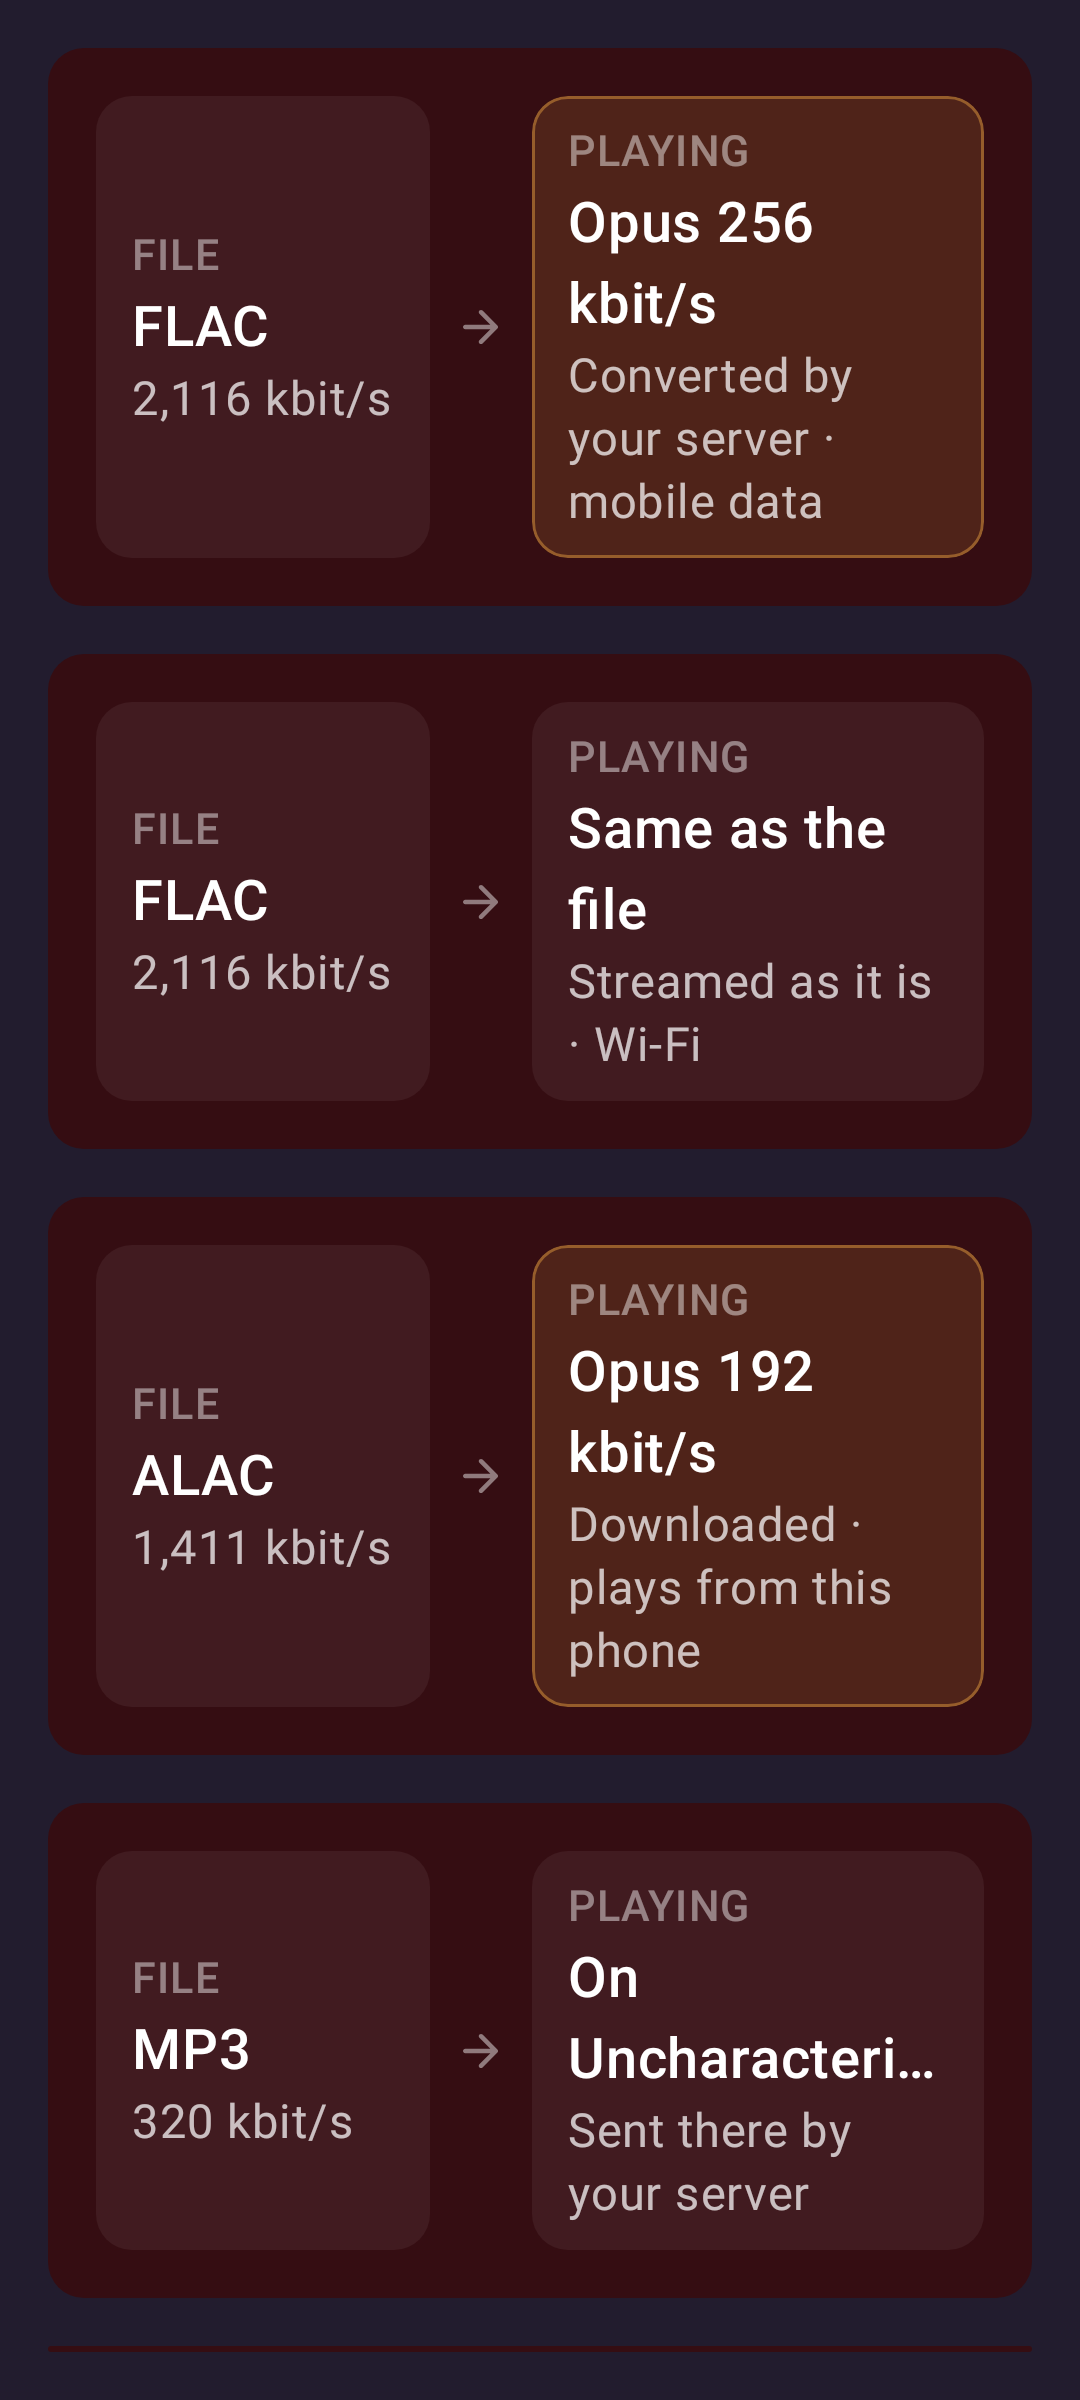 FILE
FLAC
2,116 kbit/s
PLAYING
Opus 256
kbit/s
Converted by
your server ·
mobile data
FILE
FLAC
2,116 kbit/s
PLAYING
Same as the
file
Streamed as it is
· Wi-Fi
FILE
ALAC
1,411 kbit/s
PLAYING
Opus 192
kbit/s
Downloaded ·
plays from this
phone
FILE
MP3
320 kbit/s
PLAYING
On
Uncharacteri…
Sent there by
your server